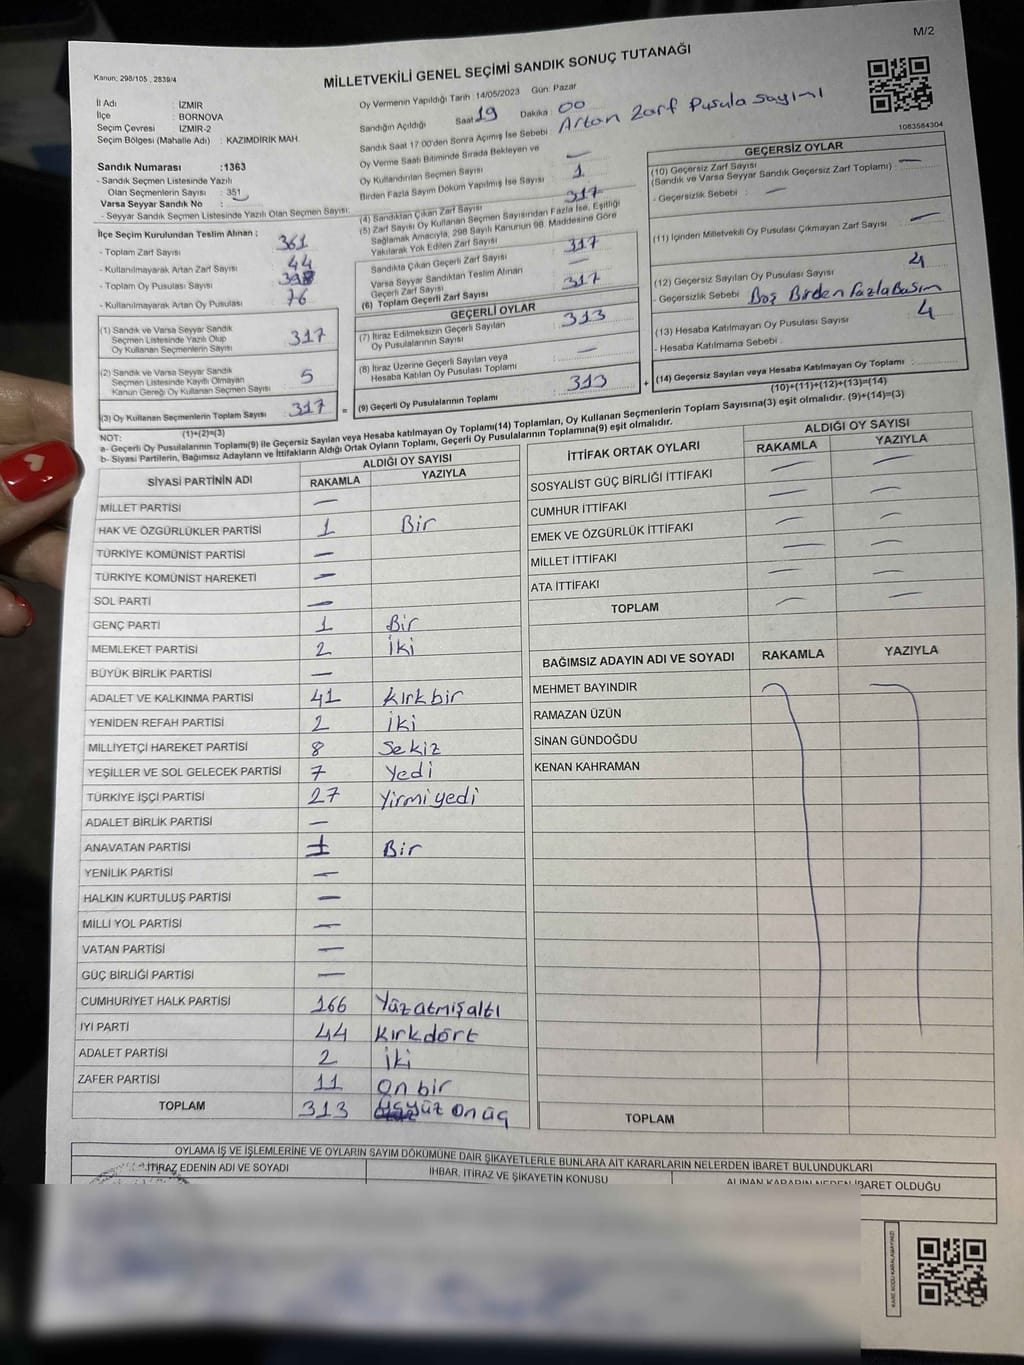 M/2
Kanun: 298/105 , 2839/4
MİLLETVEKİLİ GENEL SEÇİMİ SANDIK SONUÇ TUTANAĞI
İl Adı : İZMİR
İlçe : BORNOVA
Seçim Çevresi : İZMİR-2
Seçim Bölgesi (Mahalle Adı) : KAZIMDİRİK MAH.
Sandık Numarası : 1363
- Sandık Seçmen Listesinde Yazılı
Olan Seçmenlerin Sayısı : 351
Varsa Seyyar Sandık No :
- Seyyar Sandık Seçmen Listesinde Yazılı Olan Seçmen Sayısı:
İlçe Seçim Kurulundan Teslim Alınan :
- Toplam Zarf Sayısı 361
- Kullanılmayarak Artan Zarf Sayısı 44
- Toplam Oy Pusulası Sayısı
- Kullanılmayarak Artan Oy Pusulası 76
(1) Sandık ve Varsa Seyyar Sandık
Seçmen Listesinde Yazılı Olup
Oy Kullanan Seçmenlerin Sayısı 317
(2) Sandık ve Varsa Seyyar Sandık
Seçmen Listesinde Kayıtlı Olmayan
Kanun Gereği Oy Kullanan Seçmen Sayısı 5
(3) Oy Kullanan Seçmenlerin Toplam Sayısı 317
(1)+(2)=(3)
Oy Vermenin Yapıldığı Tarih :14/05/2023 Gün: Pazar
Sandığın Açıldığı Saat 19 Dakika : 00
Sandık Saat 17:00'den Sonra Açılmış İse Sebebi Artan Zarf Pusula sayımı
Oy Verme Saati Bitiminde Sırada Bekleyen ve
Oy Kullandırılan Seçmen Sayısı —
Birden Fazla Sayım Döküm Yapılmış İse Sayısı : 1
(4) Sandıktan Çıkan Zarf Sayısı 317
(5) Zarf Sayısı Oy Kullanan Seçmen Sayısından Fazla İse, Eşitliği
Sağlamak Amacıyla, 298 Sayılı Kanunun 98. Maddesine Göre
Yakılarak Yok Edilen Zarf Sayısı
Sandıkta Çıkan Geçerli Zarf Sayısı 317
Varsa Seyyar Sandıktan Teslim Alınan
Geçerli Zarf Sayısı —
(6) Toplam Geçerli Zarf Sayısı 317
GEÇERLİ OYLAR
(7) İtiraz Edilmeksizin Geçerli Sayılan
Oy Pusulalarının Sayısı 313
(8) İtiraz Üzerine Geçerli Sayılan veya
Hesaba Katılan Oy Pusulası Toplamı —
= (9) Geçerli Oy Pusulalarının Toplamı 313
1083564304
GEÇERSİZ OYLAR
(10) Geçersiz Zarf Sayısı
(Sandık ve Varsa Seyyar Sandık Geçersiz Zarf Toplamı) : —
- Geçersizlik Sebebi : —
(11) İçinden Milletvekili Oy Pusulası Çıkmayan Zarf Sayısı —
(12) Geçersiz Sayılan Oy Pusulası Sayısı 4
- Geçersizlik Sebebi Boş Birden fazla Basım
(13) Hesaba Katılmayan Oy Pusulası Sayısı 4
- Hesaba Katılmama Sebebi .
+ (14) Geçersiz Sayılan veya Hesaba Katılmayan Oy Toplamı :
(10)+(11)+(12)+(13)=(14)
NOT:
a- Geçerli Oy Pusulalarının Toplamı(9) ile Geçersiz Sayılan veya Hesaba katılmayan Oy Toplamı(14) Toplamları, Oy Kullanan Seçmenlerin Toplam Sayısına(3) eşit olmalıdır. (9)+(14)=(3)
b- Siyasi Partilerin, Bağımsız Adayların ve İttifakların Aldığı Ortak Oyların Toplamı, Geçerli Oy Pusulalarının Toplamına(9) eşit olmalıdır.
SİYASİ PARTİNİN ADI
ALDIĞI OY SAYISI
RAKAMLA YAZIYLA
MİLLET PARTİSİ —
HAK VE ÖZGÜRLÜKLER PARTİSİ 1 Bir
TÜRKİYE KOMÜNİST PARTİSİ —
TÜRKİYE KOMÜNİST HAREKETİ —
SOL PARTİ —
GENÇ PARTİ 1 Bir
MEMLEKET PARTİSİ 2 İki
BÜYÜK BİRLİK PARTİSİ —
ADALET VE KALKINMA PARTİSİ 41 Kırkbir
YENİDEN REFAH PARTİSİ 2 İki
MİLLİYETÇİ HAREKET PARTİSİ 8 Sekiz
YEŞİLLER VE SOL GELECEK PARTİSİ 7 Yedi
TÜRKİYE İŞÇİ PARTİSİ 27 Yirmi yedi
ADALET BİRLİK PARTİSİ —
ANAVATAN PARTİSİ 1 Bir
YENİLİK PARTİSİ —
HALKIN KURTULUŞ PARTİSİ —
MİLLİ YOL PARTİSİ —
VATAN PARTİSİ —
GÜÇ BİRLİĞİ PARTİSİ —
CUMHURİYET HALK PARTİSİ 166 Yüz atmışaltı
İYİ PARTİ 44 Kırkdört
ADALET PARTİSİ 2 İki
ZAFER PARTİSİ 11 On bir
TOPLAM 313 Üçyüz On üç
İTTİFAK ORTAK OYLARI
ALDIĞI OY SAYISI
RAKAMLA YAZIYLA
SOSYALİST GÜÇ BİRLİĞİ İTTİFAKI — —
CUMHUR İTTİFAKI — —
EMEK VE ÖZGÜRLÜK İTTİFAKI — —
MİLLET İTTİFAKI — —
ATA İTTİFAKI — —
TOPLAM — —
BAĞIMSIZ ADAYIN ADI VE SOYADI RAKAMLA YAZIYLA
MEHMET BAYINDIR
RAMAZAN ÜZÜN
SİNAN GÜNDOĞDU
KENAN KAHRAMAN
TOPLAM
OYLAMA İŞ VE İŞLEMLERİNE VE OYLARIN SAYIM DÖKÜMÜNE DAİR ŞİKAYETLERLE BUNLARA AİT KARARLARIN NELERDEN İBARET BULUNDUKLARI
İTİRAZ EDENİN ADI VE SOYADI
İHBAR, İTİRAZ VE ŞİKAYETİN KONUSU
ALINAN KARARIN NEDEN İBARET OLDUĞU
KARE KODU KARALAMAYINIZ!